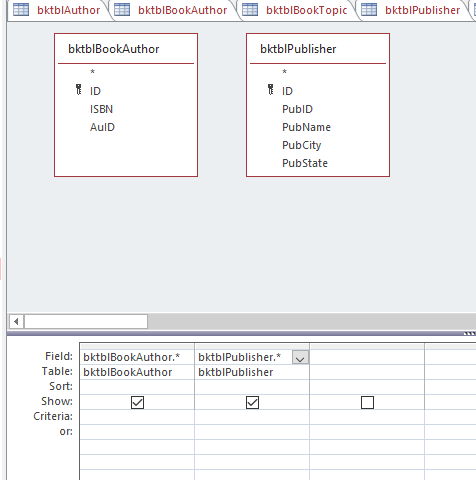 bktblAuthor bktblBookAuthor bktblBookTopic bktblPublisher
bktblBookAuthor
*
ID
ISBN
AuID
bktblPublisher
*
ID
PubID
PubName
PubCity
PubState
Field: bktblBookAuthor.* bktblPublisher.*
Table: bktblBookAuthor bktblPublisher
Sort:
Show:
Criteria:
or: